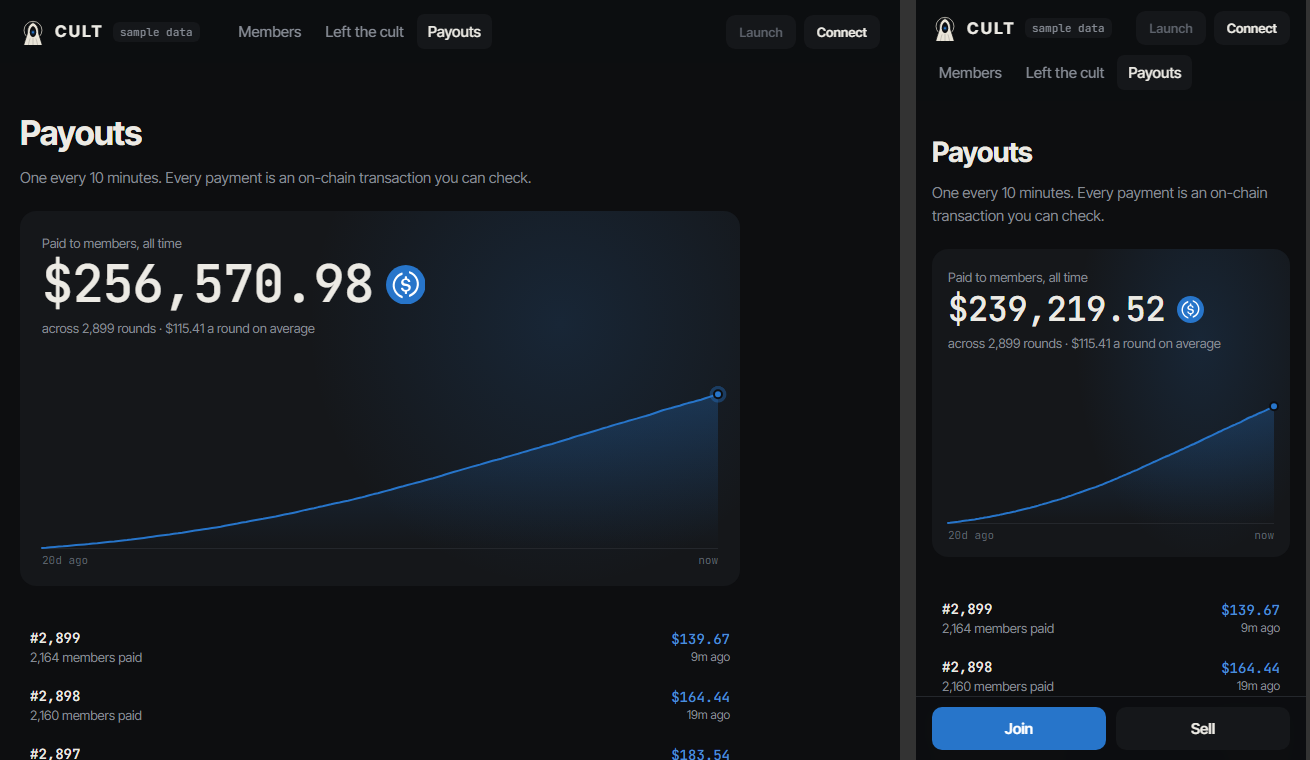 CULT sample data Members Left the cult Payouts Launch Connect
Payouts
One every 10 minutes. Every payment is an on-chain transaction you can check.
Paid to members, all time
$256,570.98
across 2,899 rounds · $115.41 a round on average
20d ago now
#2,899 $139.67
2,164 members paid 9m ago
#2,898 $164.44
2,160 members paid 19m ago
#2,897 $183.54
CULT sample data Launch Connect
Members Left the cult Payouts
Payouts
One every 10 minutes. Every payment is an on-chain
transaction you can check.
Paid to members, all time
$239,219.52
across 2,899 rounds · $115.41 a round on average
20d ago now
#2,899 $139.67
2,164 members paid 9m ago
#2,898 $164.44
2,160 members paid 19m ago
Join Sell